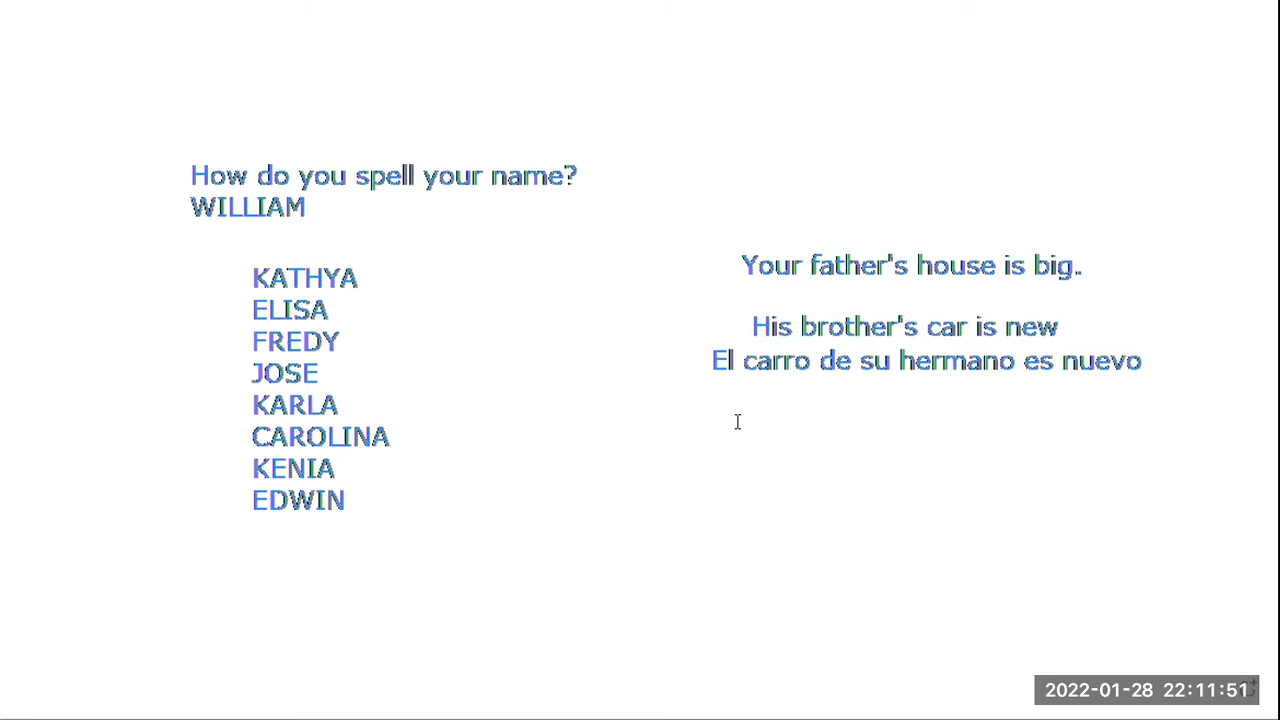 How do you spell your name?
WILLIAM
KATHYA
ELISA
FREDY
JOSE
KARLA
CAROLINA
KENIA
EDWIN
Your father's house is big.
His brother's car is new
El carro de su hermano es nuevo
2022-01-28 22:11:51